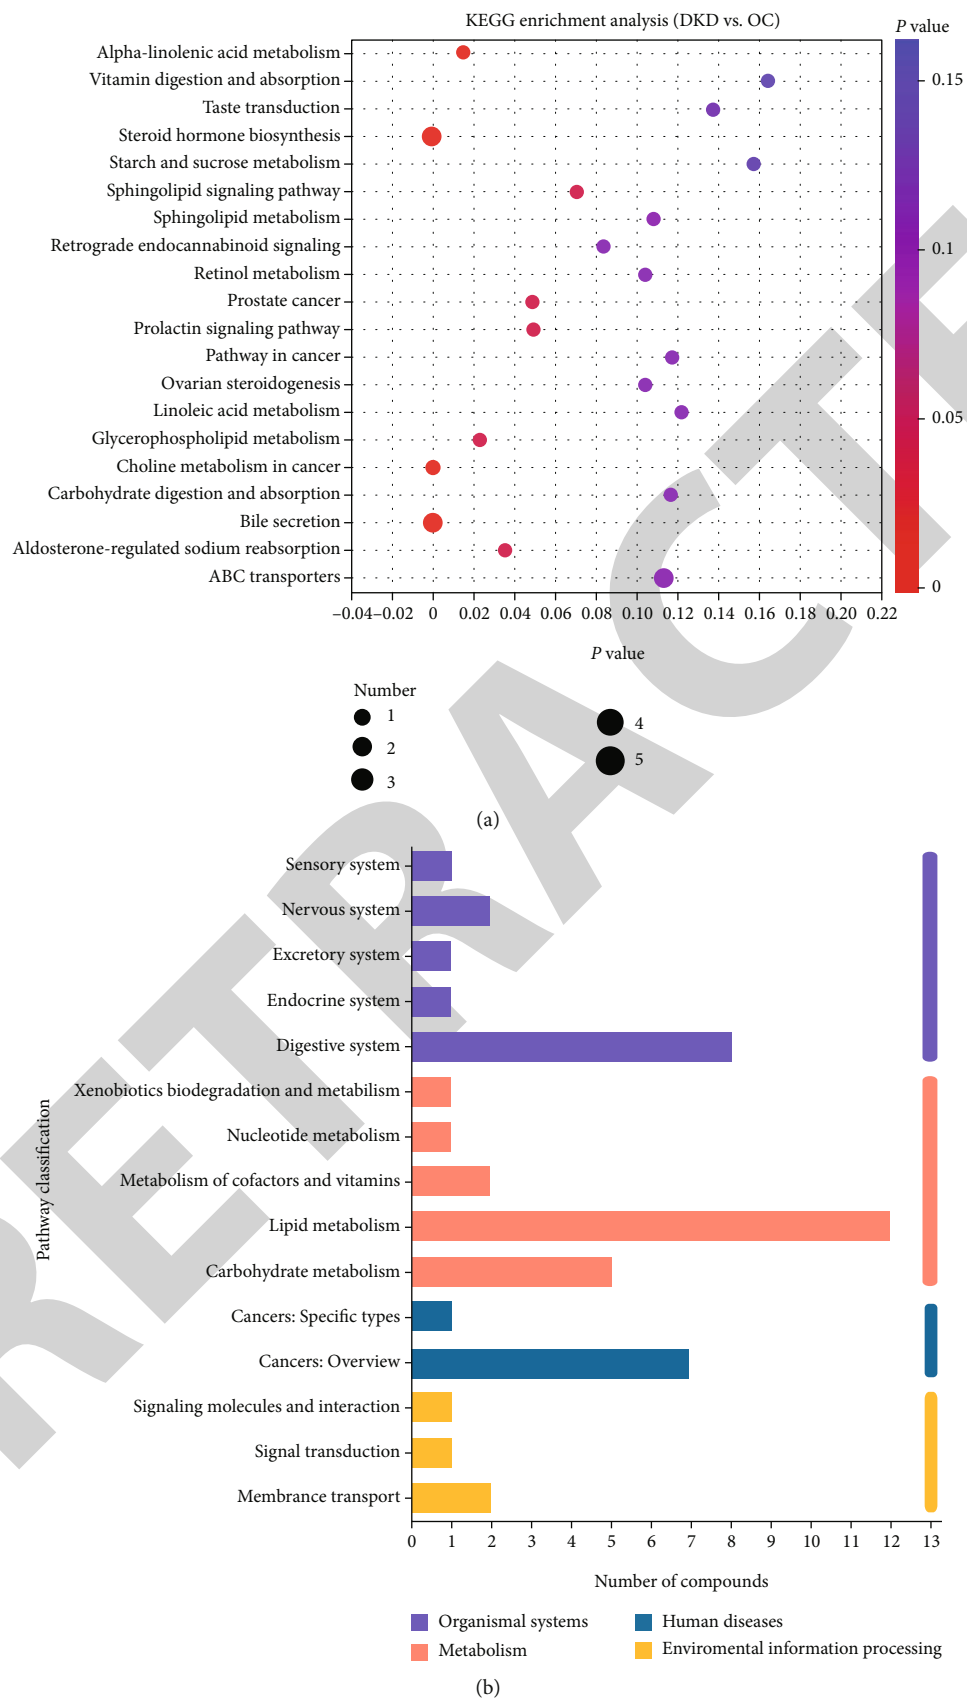 KEGG enrichment analysis (DKD vs. OC)
P value
Alpha-linolenic acid metabolism
Vitamin digestion and absorption
Taste transduction
Steroid hormone biosynthesis
Starch and sucrose metabolism
Sphingolipid signaling pathway
Sphingolipid metabolism
Retrograde endocannabinoid signaling
Retinol metabolism
Prostate cancer
Prolactin signaling pathway
Pathway in cancer
Ovarian steroidogenesis
Linoleic acid metabolism
Glycerophospholipid metabolism
Choline metabolism in cancer
Carbohydrate digestion and absorption
Bile secretion
Aldosterone-regulated sodium reabsorption
ABC transporters
0.15
0.1
0.05
0
−0.04 −0.02 0 0.02 0.04 0.06 0.08 0.10 0.12 0.14 0.16 0.18 0.20 0.22
P value
Number
1
2
3
4
5
(a)
Pathway classification
Sensory system
Nervous system
Excretory system
Endocrine system
Digestive system
Xenobiotics biodegradation and metabilism
Nucleotide metabolism
Metabolism of cofactors and vitamins
Lipid metabolism
Carbohydrate metabolism
Cancers: Specific types
Cancers: Overview
Signaling molecules and interaction
Signal transduction
Membrance transport
0 1 2 3 4 5 6 7 8 9 10 11 12 13
Number of compounds
Organismal systems
Metabolism
Human diseases
Enviromental information processing
(b)
RETRACTE